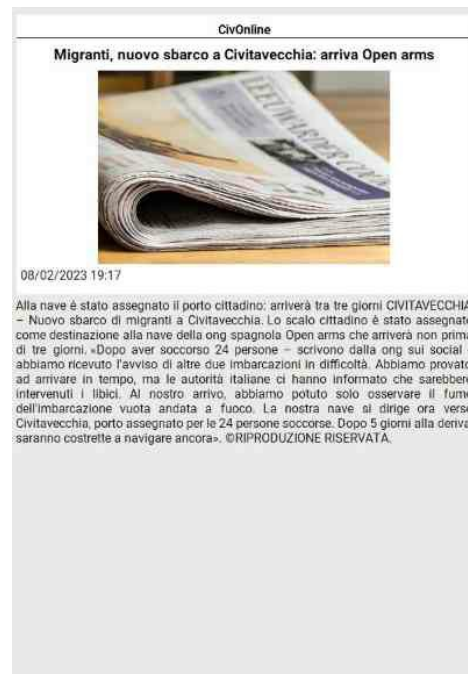 CivOnline
Migranti, nuovo sbarco a Civitavecchia: arriva Open arms
LEEUWARDER COU
08/02/2023 19:17
Alla nave è stato assegnato il porto cittadino: arriverà tra tre giorni CIVITAVECCHIA
– Nuovo sbarco di migranti a Civitavecchia. Lo scalo cittadino è stato assegnato
come destinazione alla nave della ong spagnola Open arms che arriverà non prima
di tre giorni. «Dopo aver soccorso 24 persone – scrivono dalla ong sui social
abbiamo ricevuto l'avviso di altre due imbarcazioni in difficoltà. Abbiamo provato
ad arrivare in tempo, ma le autorità italiane ci hanno informato che sarebbero
intervenuti i libici. Al nostro arrivo, abbiamo potuto solo osservare il fumo
dell'imbarcazione vuota andata a fuoco. La nostra nave si dirige ora verso
Civitavecchia, porto assegnato per le 24 persone soccorse. Dopo 5 giorni alla deriva,
saranno costrette a navigare ancora». ©RIPRODUZIONE RISERVATA.